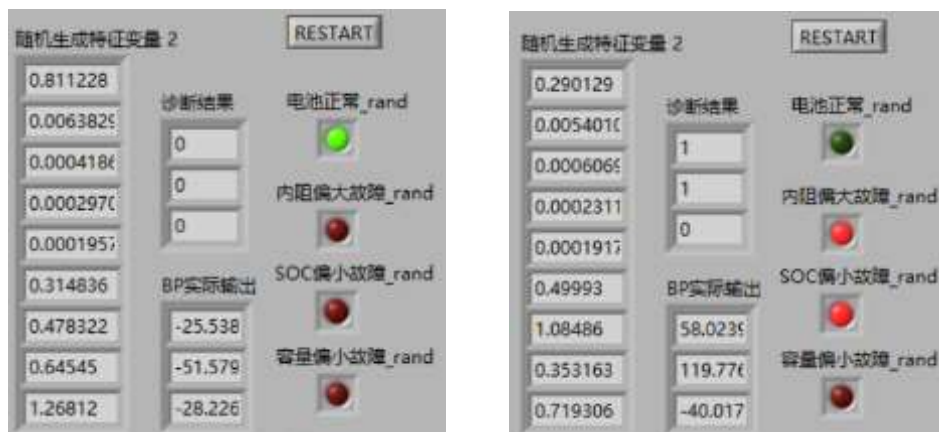 随机生成特征变量 2
RESTART
0.811228
0.006382
0.000418
0.000297
0.000195
0.314836
0.478322
0.64545
1.26812
诊断结果
0
0
0
BP实际输出
-25.538
-51.579
-28.226
电池正常_rand
内阻偏大故障_rand
SOC偏小故障_rand
容量偏小故障_rand
随机生成特征变量 2
RESTART
0.290129
0.005401
0.000606
0.0002311
0.000191
0.49993
1.08486
0.353163
0.719306
诊断结果
1
1
0
BP实际输出
58.023
119.77
-40.017
电池正常_rand
内阻偏大故障_rand
SOC偏小故障_rand
容量偏小故障_rand